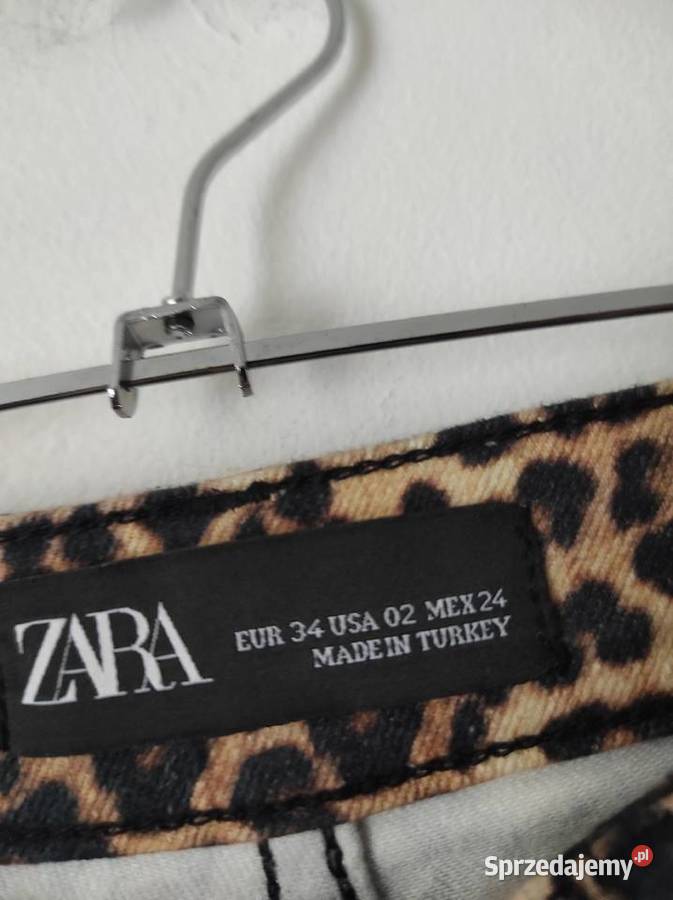 ZARA
EUR 34 USA 02 MEX 24
MADE IN TURKEY
Sprzedajemy.pl